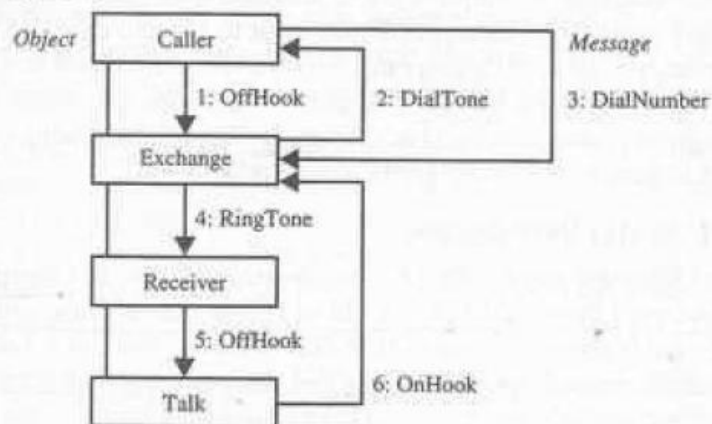 Object
Caller
Message
1: OffHook
2: DialTone
3: DialNumber
Exchange
4: RingTone
Receiver
5: OffHook
6: OnHook
Talk